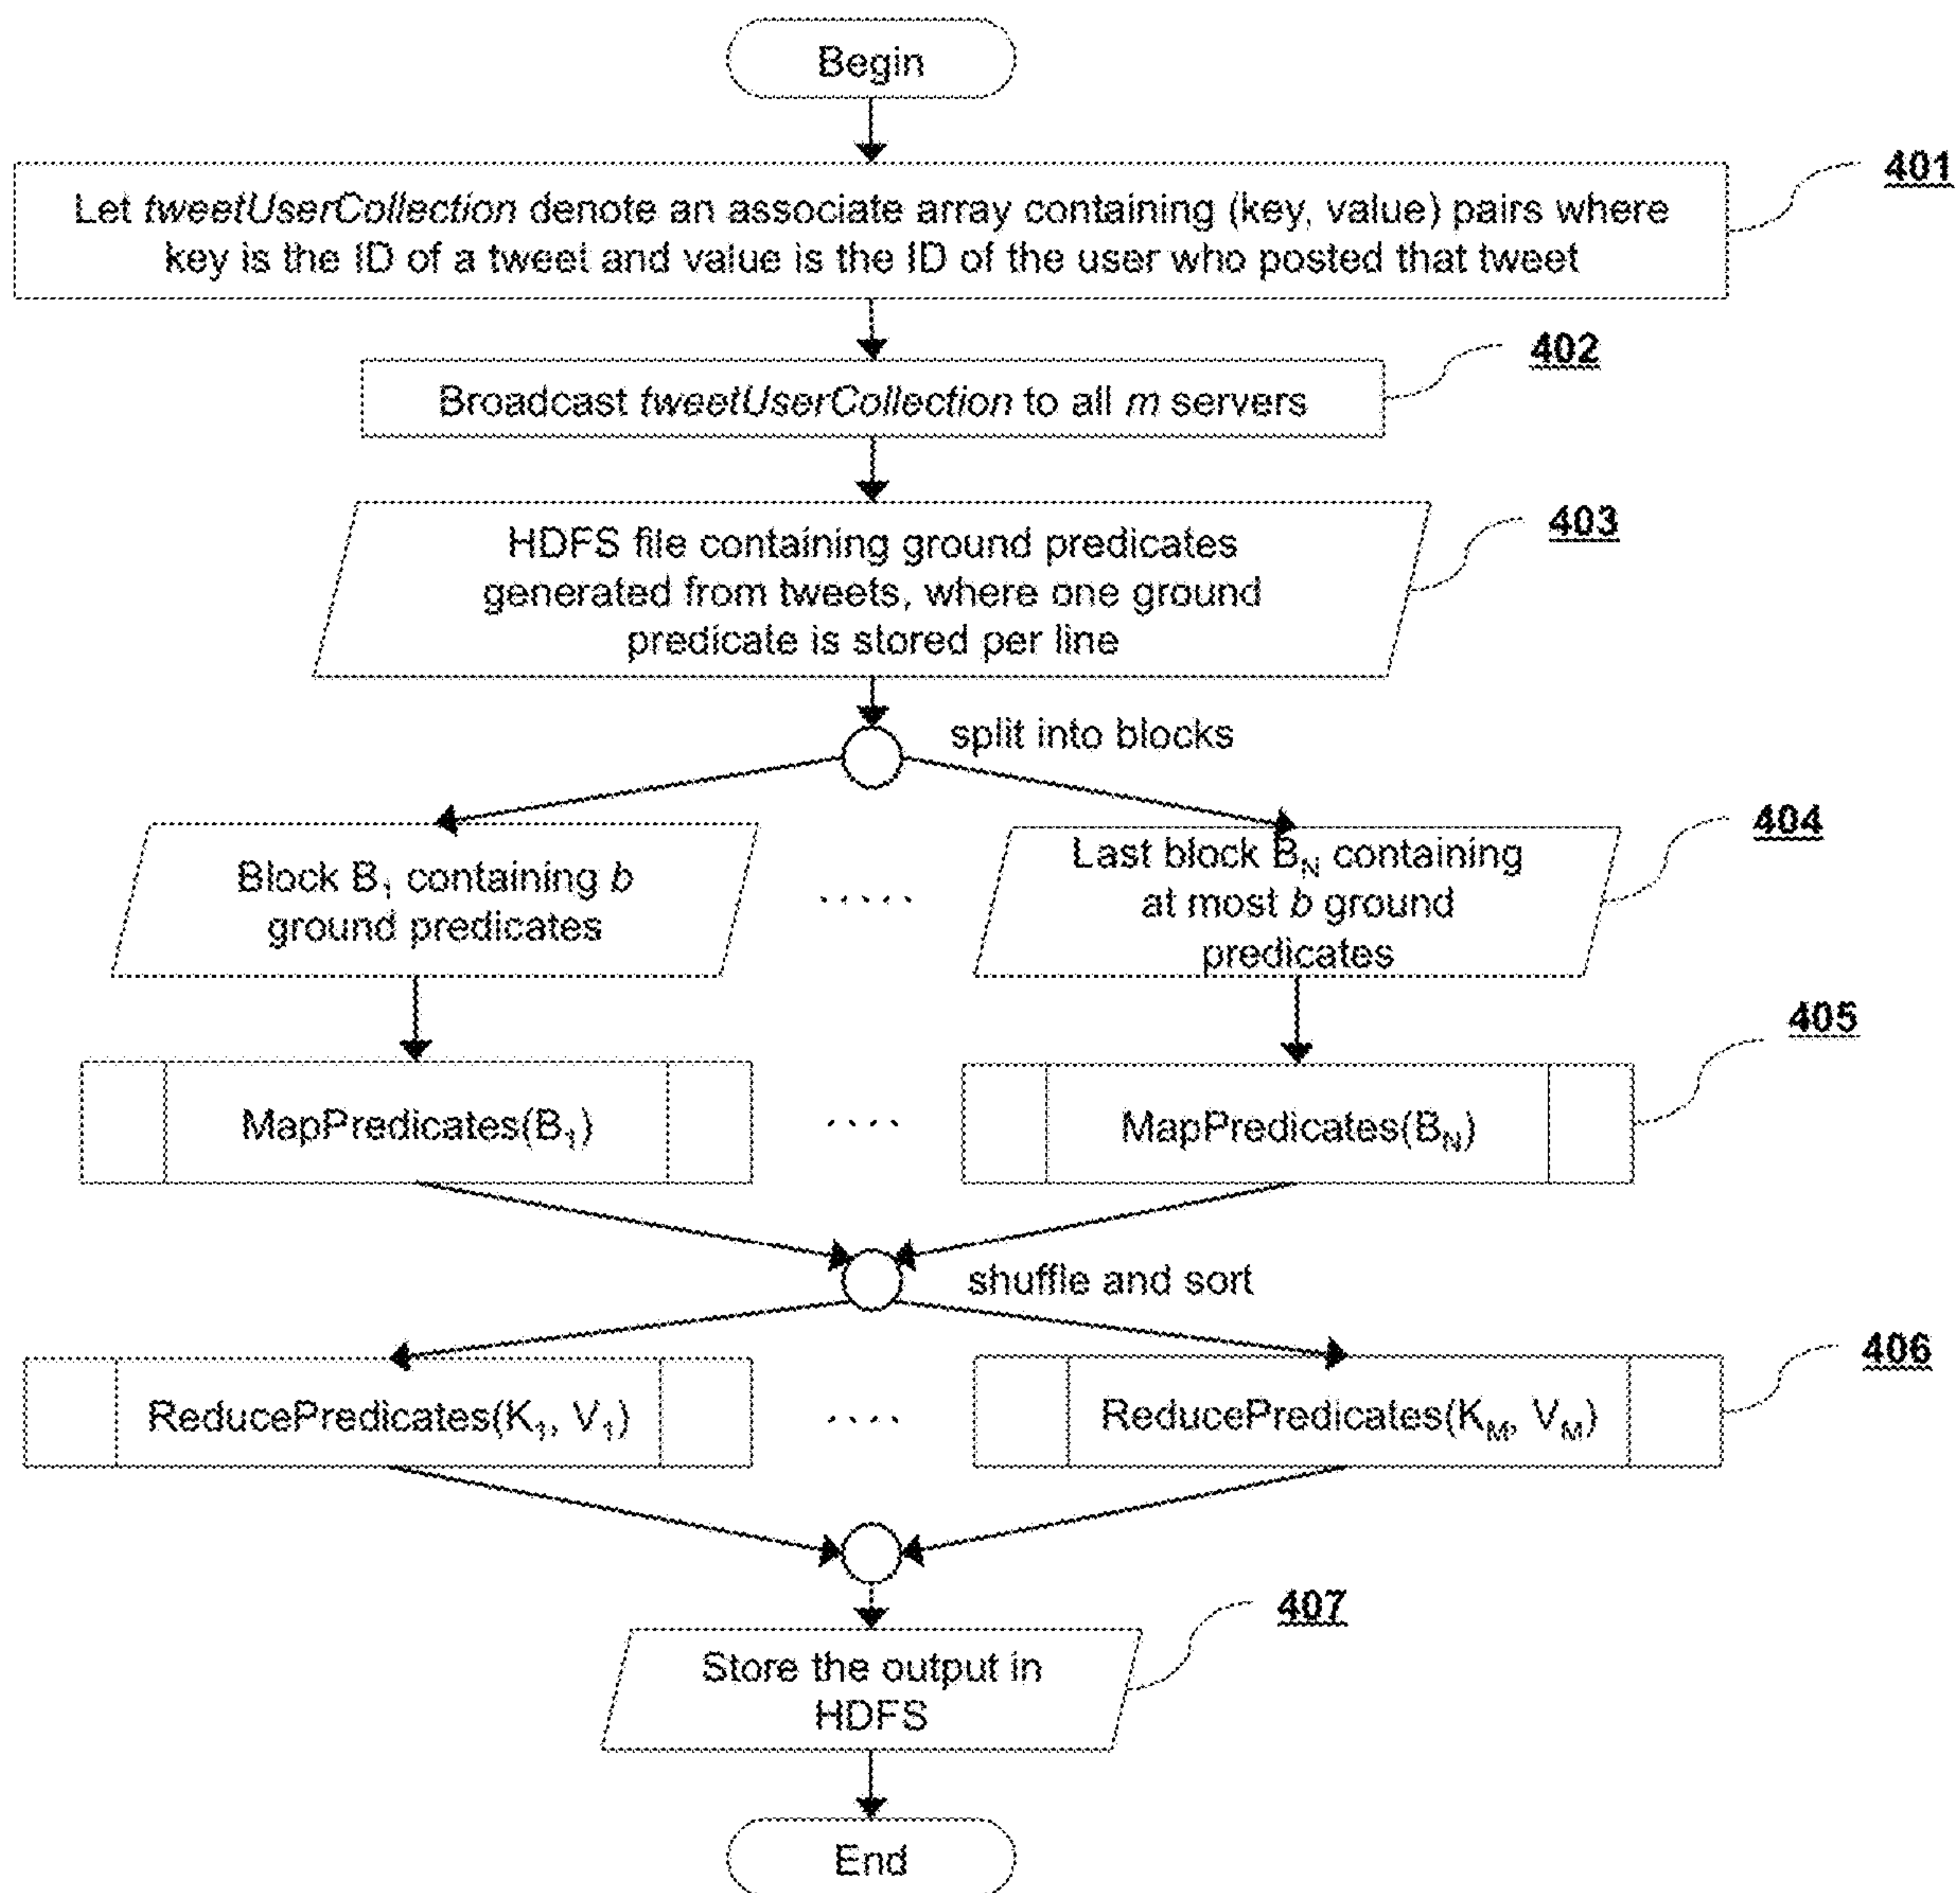 Begin
401
Let tweetUserCollection denote an associate array containing (key, value) pairs where
key is the ID of a tweet and value is the ID of the user who posted that tweet
402
Broadcast tweetUserCollection to all m servers
403
HDFS file containing ground predicates
generated from tweets, where one ground
predicate is stored per line
split into blocks
404
Block B₁ containing b
ground predicates
.....
Last block B_N containing
at most b ground
predicates
405
MapPredicates(B₁)
....
MapPredicates(B_N)
shuffle and sort
406
ReducePredicates(K₁, V₁)
....
ReducePredicates(K_M, V_M)
407
Store the output in
HDFS
End